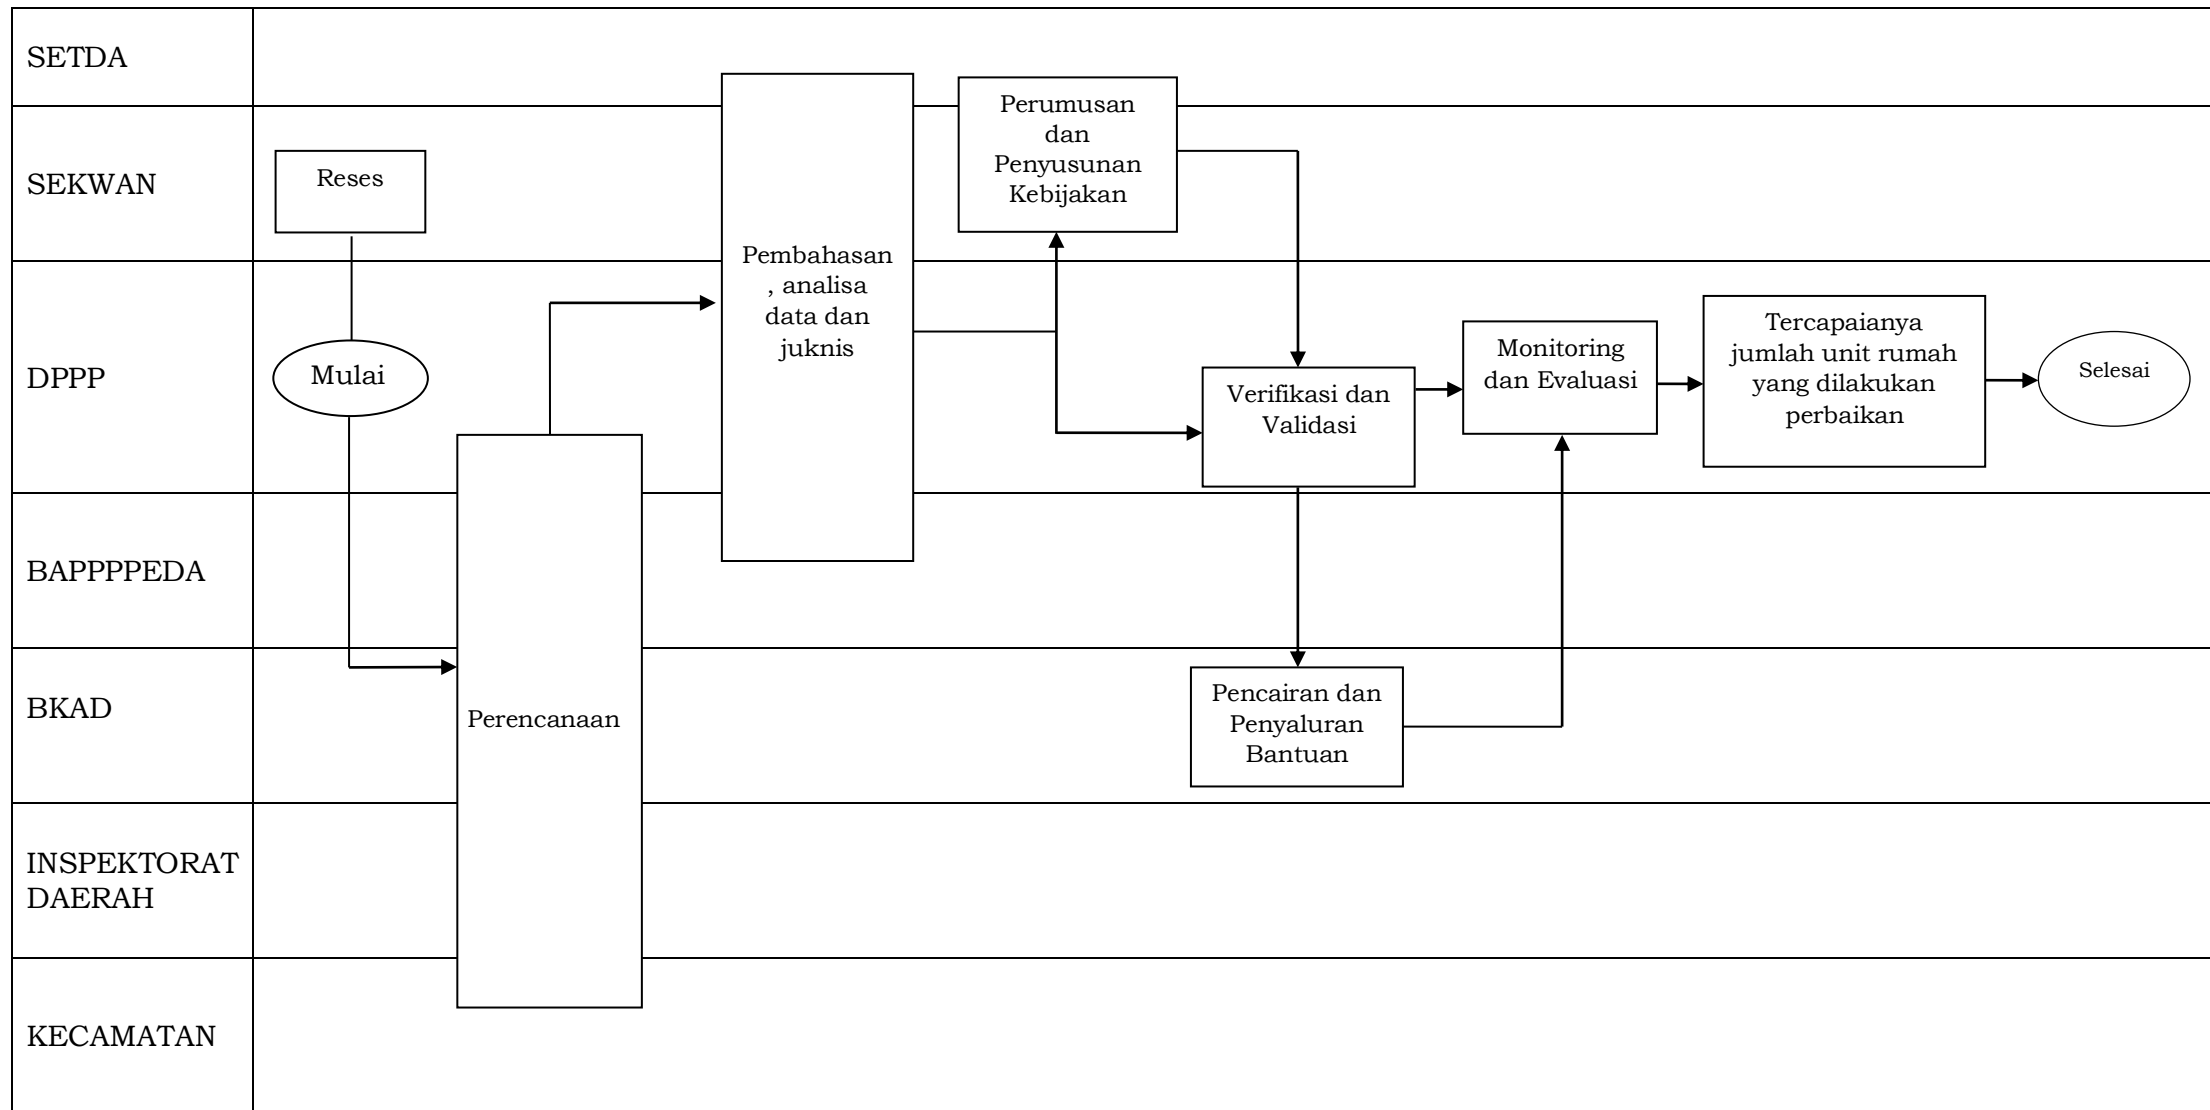 SETDA
SEKWAN
Reses
Perumusan
dan
Penyusunan
Kebijakan
DPPP
Mulai
Pembahasan
, analisa
data dan
juknis
Verifikasi dan
Validasi
Monitoring
dan Evaluasi
Tercapaianya
jumlah unit rumah
yang dilakukan
perbaikan
Selesai
BAPPPPEDA
BKAD
Perencanaan
Pencairan dan
Penyaluran
Bantuan
INSPEKTORAT
DAERAH
KECAMATAN